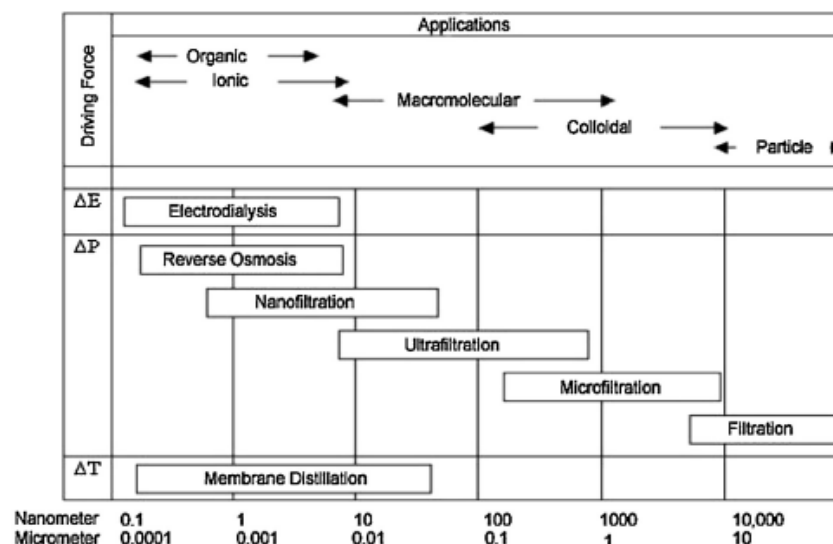 Applications
Driving Force
Organic
Ionic
Macromolecular
Colloidal
Particle
ΔE
Electrodialysis
ΔP
Reverse Osmosis
Nanofiltration
Ultrafiltration
Microfiltration
Filtration
ΔT
Membrane Distillation
Nanometer 0.1 1 10 100 1000 10,000
Micrometer 0.0001 0.001 0.01 0.1 1 10